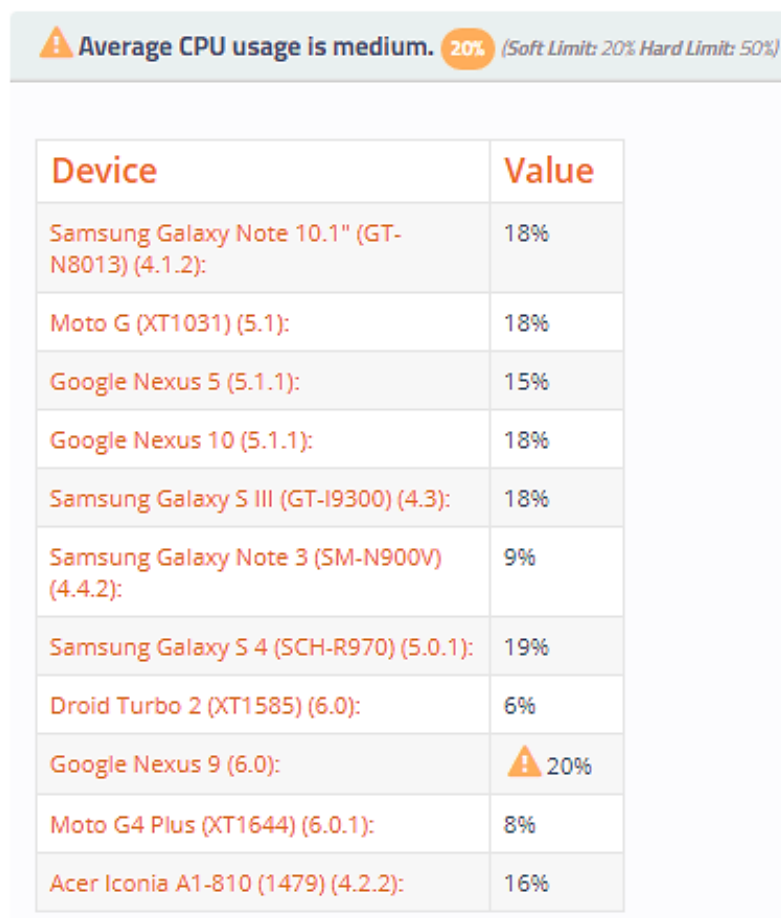 Average CPU usage is medium. 20% (Soft Limit: 20% Hard Limit: 50%)
Device Value
Samsung Galaxy Note 10.1" (GT- 18%
N8013) (4.1.2):
Moto G (XT1031) (5.1): 18%
Google Nexus 5 (5.1.1): 15%
Google Nexus 10 (5.1.1): 18%
Samsung Galaxy S III (GT-I9300) (4.3): 18%
Samsung Galaxy Note 3 (SM-N900V) 9%
(4.4.2):
Samsung Galaxy S 4 (SCH-R970) (5.0.1): 19%
Droid Turbo 2 (XT1585) (6.0): 6%
Google Nexus 9 (6.0): 20%
Moto G4 Plus (XT1644) (6.0.1): 8%
Acer Iconia A1-810 (1479) (4.2.2): 16%